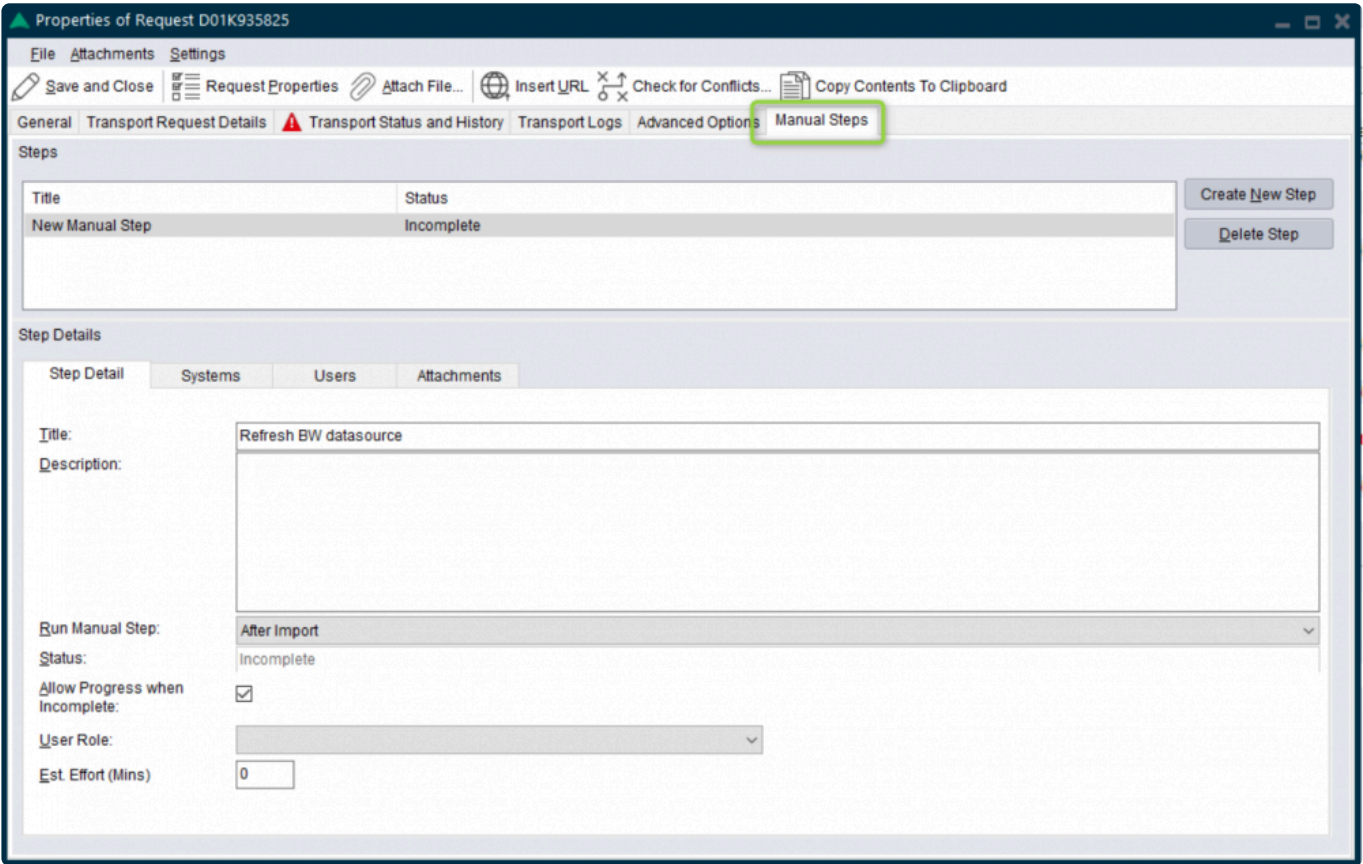 Properties of Request D01K935825
File Attachments Settings
Save and Close Request Properties Attach File... Insert URL Check for Conflicts... Copy Contents To Clipboard
General Transport Request Details Transport Status and History Transport Logs Advanced Options Manual Steps
Steps
Title Status
New Manual Step Incomplete
Create New Step
Delete Step
Step Details
Step Detail Systems Users Attachments
Title: Refresh BW datasource
Description:
Run Manual Step: After Import
Status: Incomplete
Allow Progress when
Incomplete:
User Role:
Est. Effort (Mins) 0